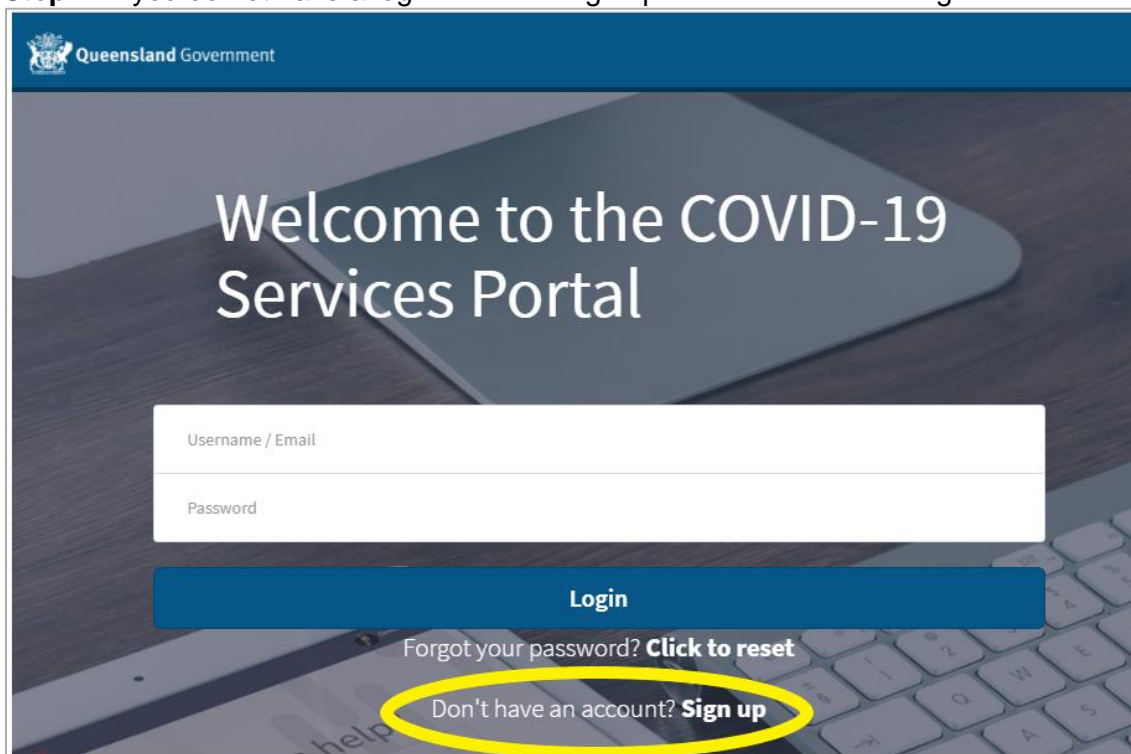 Queensland Government
Welcome to the COVID-19
Services Portal
Username / Email
Password
Login
Forgot your password? Click to reset
Don't have an account? Sign up
help